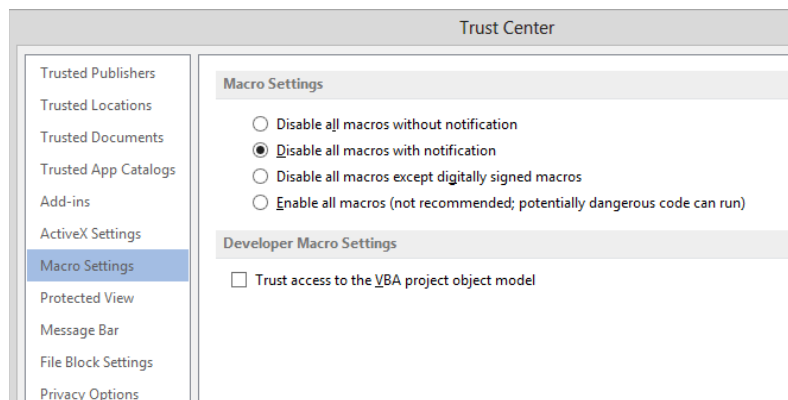 Trust Center
Trusted Publishers
Trusted Locations
Trusted Documents
Trusted App Catalogs
Add-ins
ActiveX Settings
Macro Settings
Protected View
Message Bar
File Block Settings
Privacy Options
Macro Settings
Disable all macros without notification
Disable all macros with notification
Disable all macros except digitally signed macros
Enable all macros (not recommended; potentially dangerous code can run)
Developer Macro Settings
Trust access to the VBA project object model